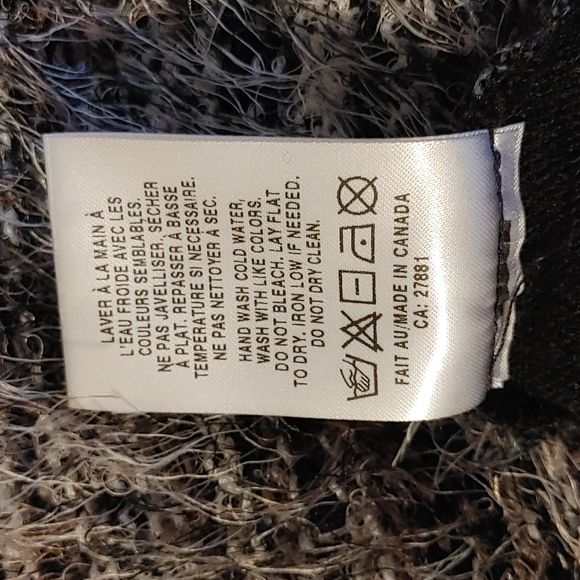 LAVER À LA MAIN À
L'EAU FROIDE AVEC LES
COULEURS SEMBLABLES.
NE PAS JAVELLISER, SÉCHER
À PLAT. REPASSER À BASSE
TEMPÉRATURE SI NÉCESSAIRE.
NE PAS NETTOYER À SEC.
HAND WASH COLD WATER,
WASH WITH LIKE COLORS.
DO NOT BLEACH. LAY FLAT
TO DRY. IRON LOW IF NEEDED.
DO NOT DRY CLEAN.
FAIT AU/MADE IN CANADA
CA: 27881